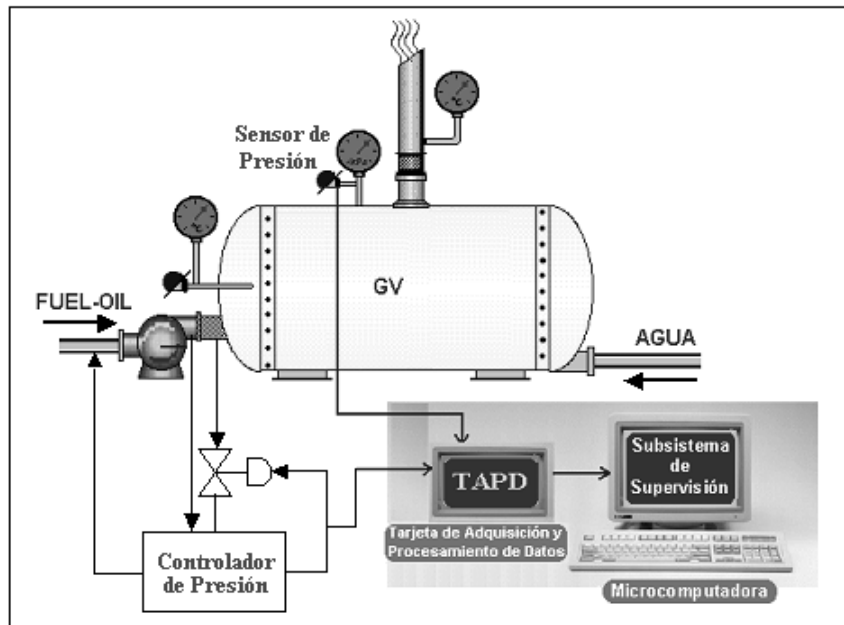 Sensor de
Presión
°C
kPa
°C
GV
FUEL-OIL
AGUA
TAPD
Subsistema
de
Supervisión
Tarjeta de Adquisición y
Procesamiento de Datos
Controlador
de Presión
Microcomputadora